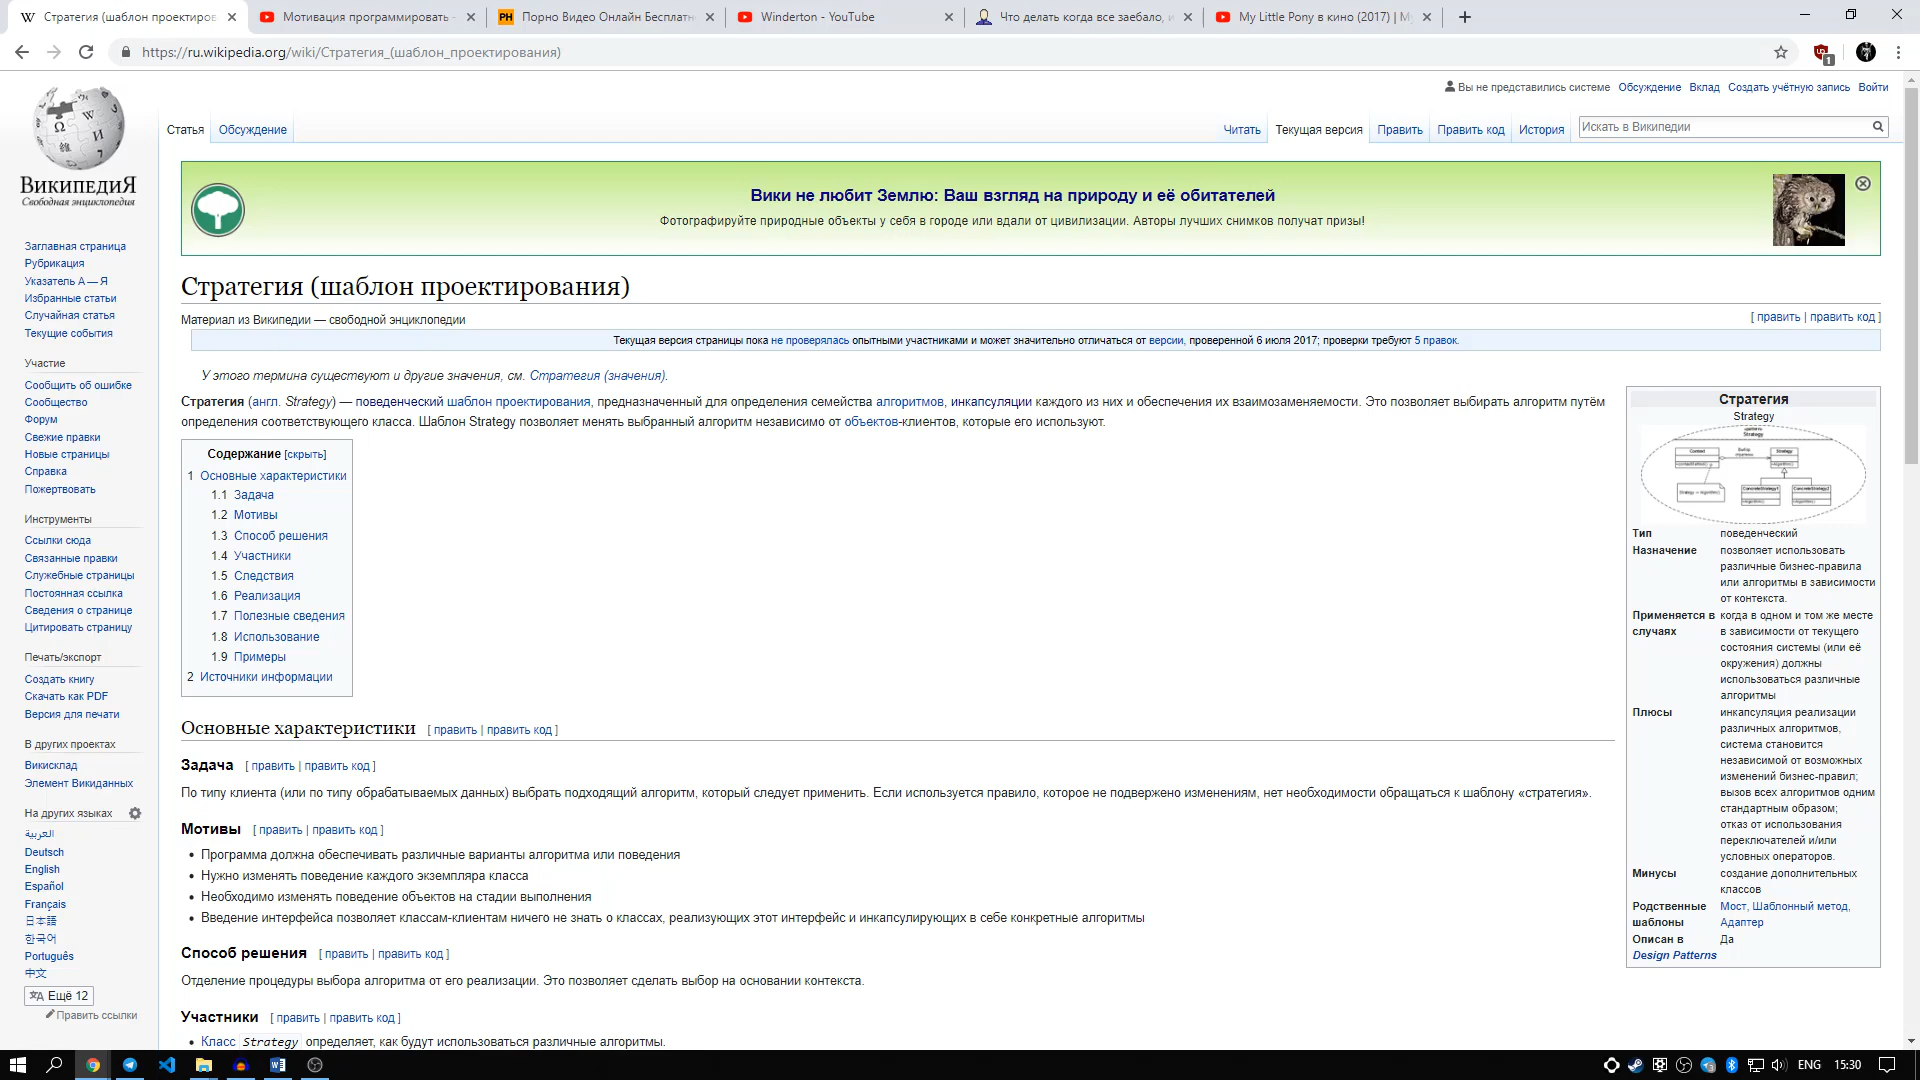 Стратегия (шаблон проектиров
Мотивация программировать -
Порно Видео Онлайн Бесплатн
Winderton - YouTube
Что делать когда все заебало, и
My Little Pony в кино (2017) | My
https://ru.wikipedia.org/wiki/Стратегия_(шаблон_проектирования)
1
Вы не представились системе Обсуждение Вклад Создать учётную запись Войти
Статья Обсуждение Читать Текущая версия Править Править код История Искать в Википедии
ВикипедиЯ
Свободная энциклопедия
Вики не любит Землю: Ваш взгляд на природу и её обитателей
Фотографируйте природные объекты у себя в городе или вдали от цивилизации. Авторы лучших снимков получат призы!
Заглавная страница
Рубрикация
Указатель А — Я
Избранные статьи
Случайная статья
Текущие события
Участие
Сообщить об ошибке
Сообщество
Форум
Свежие правки
Новые страницы
Справка
Пожертвовать
Инструменты
Ссылки сюда
Связанные правки
Служебные страницы
Постоянная ссылка
Сведения о странице
Цитировать страницу
Печать/экспорт
Создать книгу
Скачать как PDF
Версия для печати
В других проектах
Викисклад
Элемент Викиданных
На других языках
العربية
Deutsch
English
Español
Français
日本語
한국어
Português
中文
Ещё 12
Править ссылки
Стратегия (шаблон проектирования)
Материал из Википедии — свободной энциклопедии
[ править | править код ]
Текущая версия страницы пока не проверялась опытными участниками и может значительно отличаться от версии, проверенной 6 июля 2017; проверки требуют 5 правок.
У этого термина существуют и другие значения, см. Стратегия (значения).
Стратегия (англ. Strategy) — поведенческий шаблон проектирования, предназначенный для определения семейства алгоритмов, инкапсуляции каждого из них и обеспечения их взаимозаменяемости. Это позволяет выбирать алгоритм путём
определения соответствующего класса. Шаблон Strategy позволяет менять выбранный алгоритм независимо от объектов-клиентов, которые его используют.
Содержание [скрыть]
1 Основные характеристики
1.1 Задача
1.2 Мотивы
1.3 Способ решения
1.4 Участники
1.5 Следствия
1.6 Реализация
1.7 Полезные сведения
1.8 Использование
1.9 Примеры
2 Источники информации
Основные характеристики [ править | править код ]
Задача [ править | править код ]
По типу клиента (или по типу обрабатываемых данных) выбрать подходящий алгоритм, который следует применить. Если используется правило, которое не подвержено изменениям, нет необходимости обращаться к шаблону «стратегия».
Мотивы [ править | править код ]
• Программа должна обеспечивать различные варианты алгоритма или поведения
• Нужно изменять поведение каждого экземпляра класса
• Необходимо изменять поведение объектов на стадии выполнения
• Введение интерфейса позволяет классам-клиентам ничего не знать о классах, реализующих этот интерфейс и инкапсулирующих в себе конкретные алгоритмы
Способ решения [ править | править код ]
Отделение процедуры выбора алгоритма от его реализации. Это позволяет сделать выбор на основании контекста.
Участники [ править | править код ]
• Класс Strategy определяет, как будут использоваться различные алгоритмы.
Стратегия
Strategy
Strategy
Context
Strategy
ConcreteStrategy1
ConcreteStrategy2
Тип поведенческий
Назначение позволяет использовать
различные бизнес-правила
или алгоритмы в зависимости
от контекста.
Применяется в когда в одном и том же месте
случаях в зависимости от текущего
состояния системы (или её
окружения) должны
использоваться различные
алгоритмы
Плюсы инкапсуляция реализации
различных алгоритмов,
система становится
независимой от возможных
изменений бизнес-правил;
вызов всех алгоритмов одним
стандартным образом;
отказ от использования
переключателей и/или
условных операторов.
Минусы создание дополнительных
классов
Родственные Мост, Шаблонный метод,
шаблоны Адаптер
Описан в Да
Design Patterns
ENG 15:30